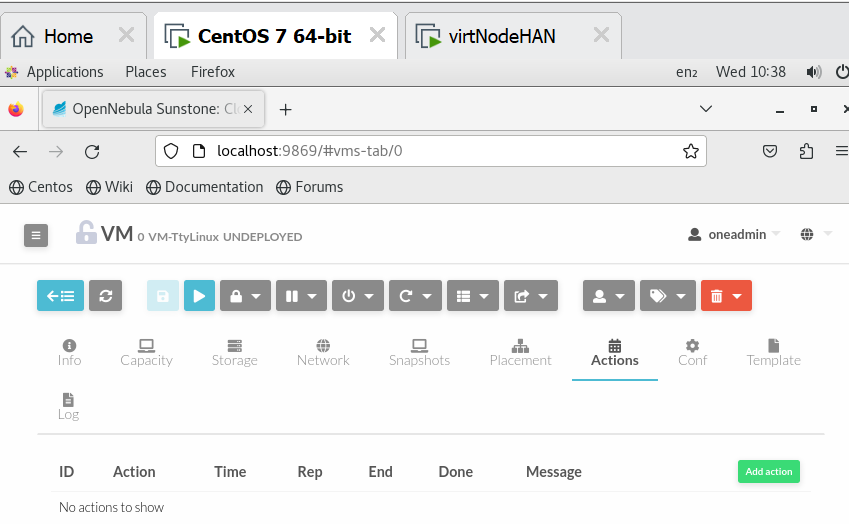 Home CentOS 7 64-bit virtNodeHAN
Applications Places Firefox en₂ Wed 10:38
OpenNebula Sunstone: Clo
localhost:9869/#vms-tab/0
Centos Wiki Documentation Forums
VM 0 VM-TtyLinux UNDEPLOYED oneadmin
Info Capacity Storage Network Snapshots Placement Actions Conf Template
Log
ID Action Time Rep End Done Message Add action
No actions to show